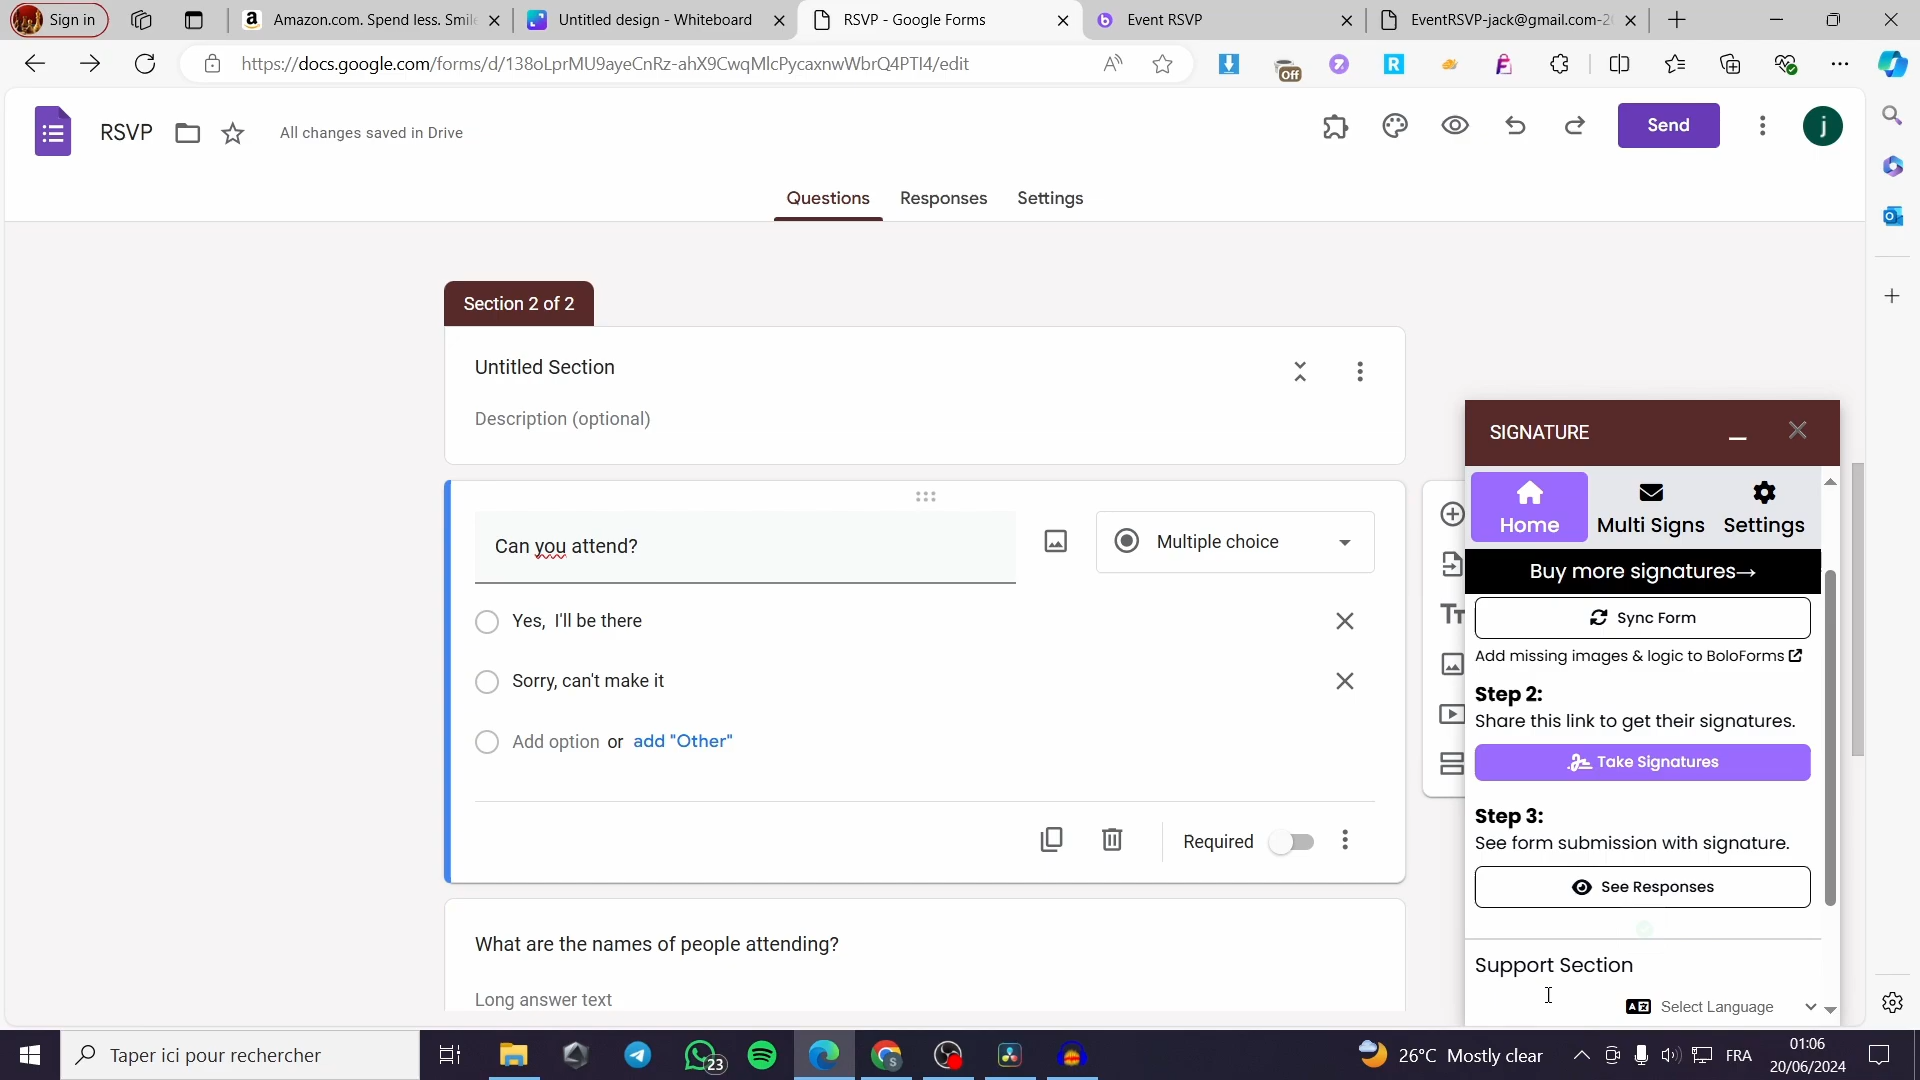 Sign in
Amazon.com. Spend less. Smile
Untitled design - Whiteboard
RSVP - Google Forms
Event RSVP
EventRSVP-jack@gmail.com-20
https://docs.google.com/forms/d/138oLprMU9ayeCnRz-ahX9CwqMlcPycaxnwWbrQ4PTI4/edit
Off
RSVP
All changes saved in Drive
Send
j
Questions
Responses
Settings
Section 2 of 2
Untitled Section
Description (optional)
Can you attend?
Multiple choice
Yes, I'll be there
Sorry, can't make it
Add option or add "Other"
Required
What are the names of people attending?
Long answer text
SIGNATURE
Home
Multi Signs
Settings
Buy more signatures→
Sync Form
Add missing images & logic to BoloForms
Step 2:
Share this link to get their signatures.
Take Signatures
Step 3:
See form submission with signature.
See Responses
Support Section
Select Language
Taper ici pour rechercher
23
26°C Mostly clear
FRA
01:06
20/06/2024